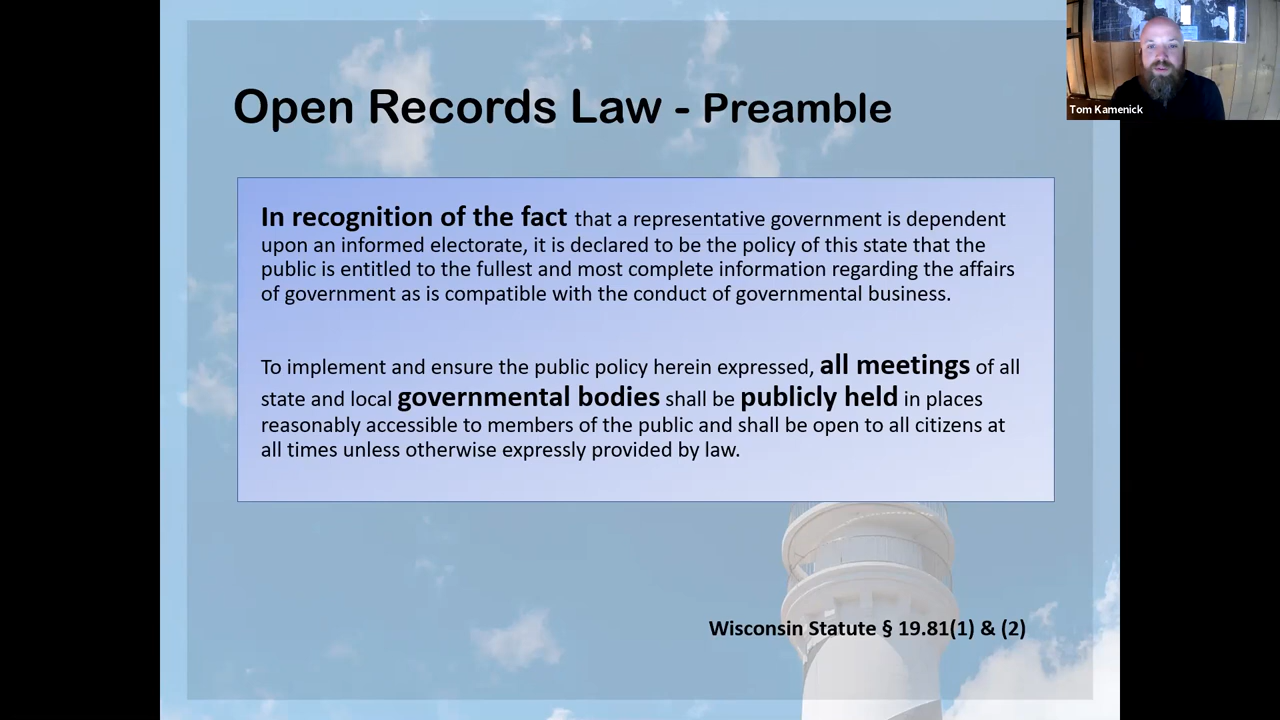 Open Records Law - Preamble
Tom Kamenick
In recognition of the fact that a representative government is dependent
upon an informed electorate, it is declared to be the policy of this state that the
public is entitled to the fullest and most complete information regarding the affairs
of government as is compatible with the conduct of governmental business.
To implement and ensure the public policy herein expressed, all meetings of all
state and local governmental bodies shall be publicly held in places
reasonably accessible to members of the public and shall be open to all citizens at
all times unless otherwise expressly provided by law.
Wisconsin Statute § 19.81(1) & (2)